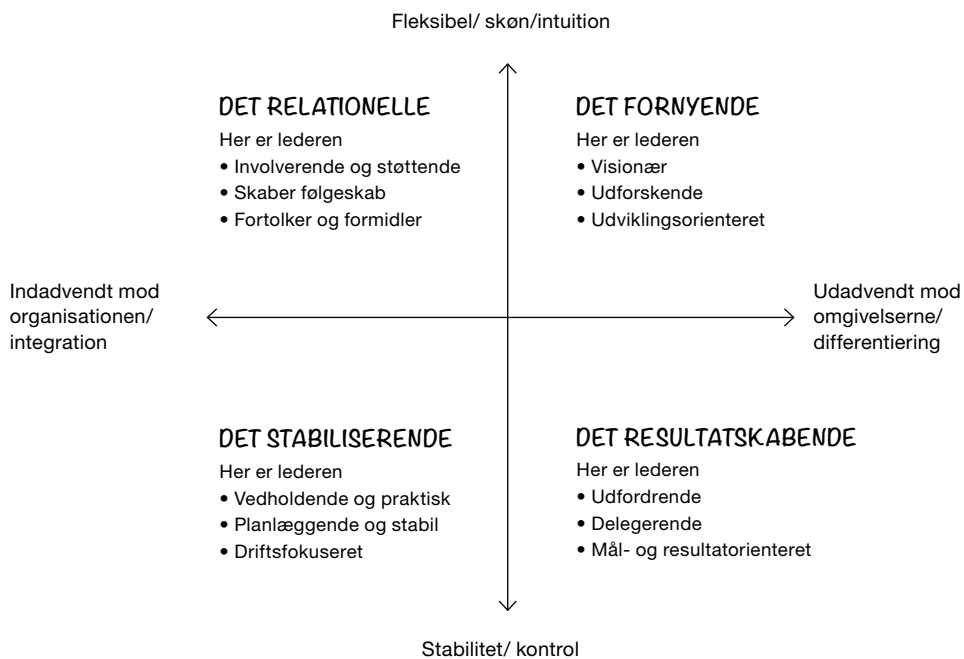 Fleksibel/ skøn/intuition
DET RELATIONELLE
Her er lederen
• Involverende og støttende
• Skaber følgeskab
• Fortolker og formidler
DET FORNYENDE
Her er lederen
• Visionær
• Udforskende
• Udviklingsorienteret
Indadvendt mod
organisationen/
integration
Udadvendt mod
omgivelserne/
differentiering
DET STABILISERENDE
Her er lederen
• Vedholdende og praktisk
• Planlæggende og stabil
• Driftsfokuseret
DET RESULTATSKABENDE
Her er lederen
• Udfordrende
• Delegerende
• Mål- og resultatorienteret
Stabilitet/ kontrol